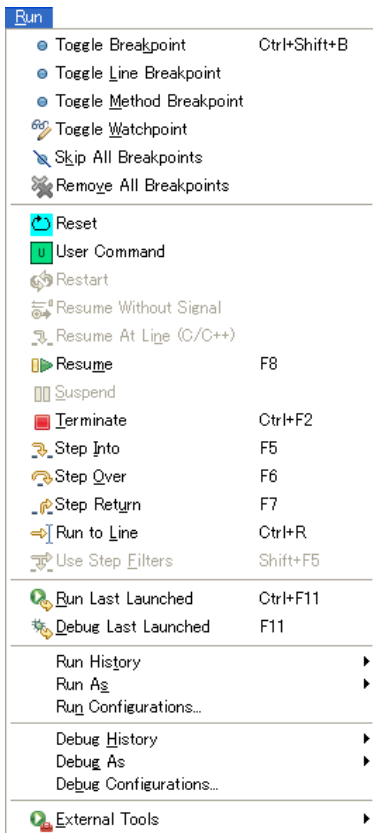 Run
Toggle Breakpoint Ctrl+Shift+B
Toggle Line Breakpoint
Toggle Method Breakpoint
Toggle Watchpoint
Skip All Breakpoints
Remove All Breakpoints
Reset
U User Command
Restart
Resume Without Signal
Resume At Line (C/C++)
Resume F8
Suspend
Terminate Ctrl+F2
Step Into F5
Step Over F6
Step Return F7
Run to Line Ctrl+R
Use Step Filters Shift+F5
Run Last Launched Ctrl+F11
Debug Last Launched F11
Run History
Run As
Run Configurations...
Debug History
Debug As
Debug Configurations...
External Tools